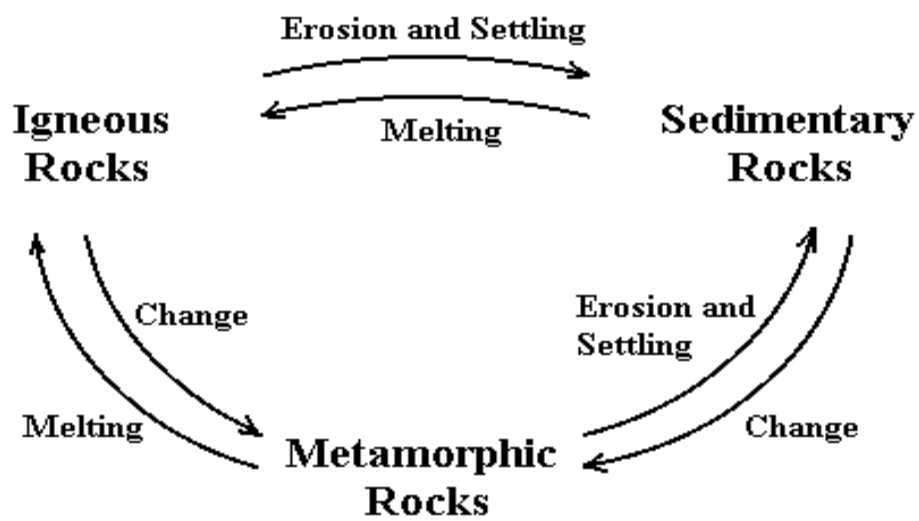 Erosion and Settling
Melting
Igneous
Rocks
Sedimentary
Rocks
Change
Erosion and
Settling
Melting
Change
Metamorphic
Rocks